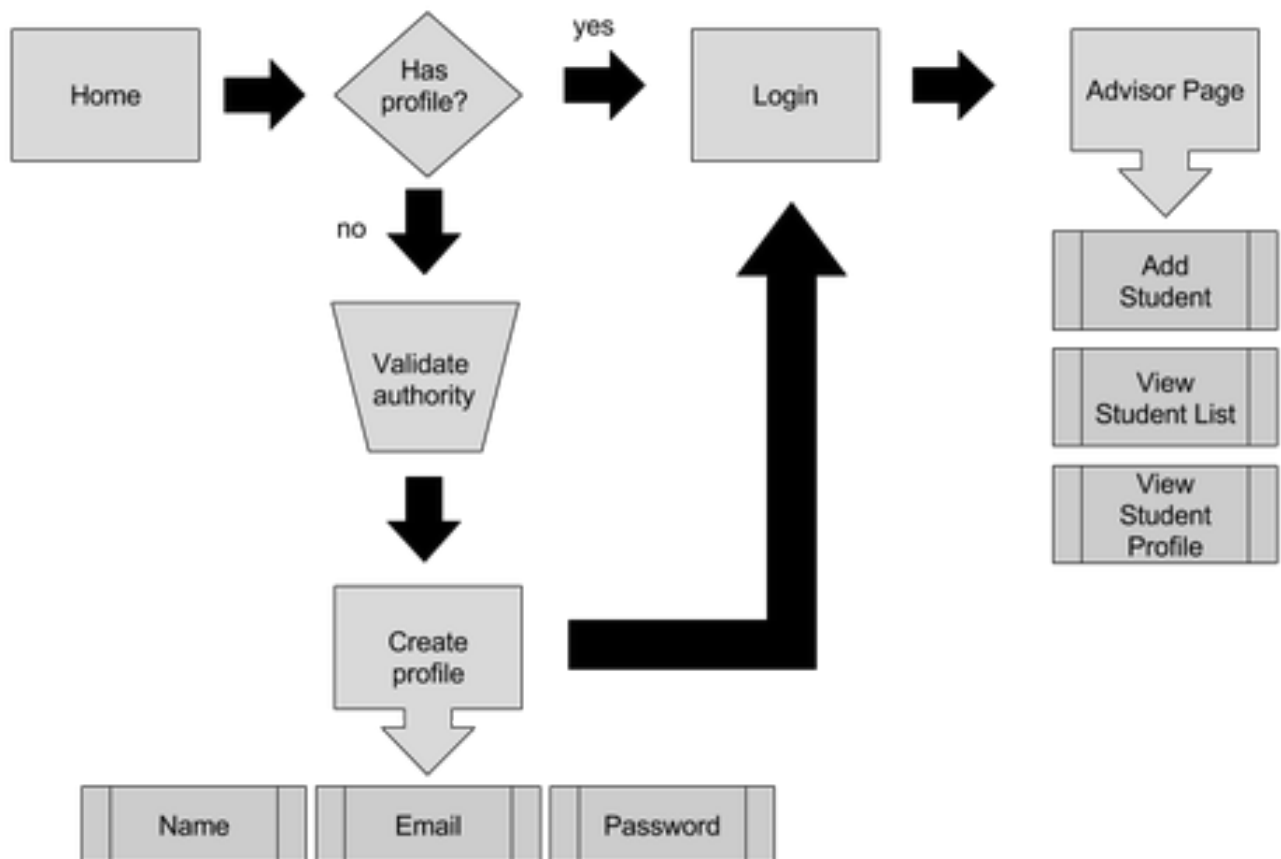 Home
Has
profile?
yes
Login
Advisor Page
no
Validate
authority
Create
profile
Name
Email
Password
Add
Student
View
Student List
View
Student
Profile